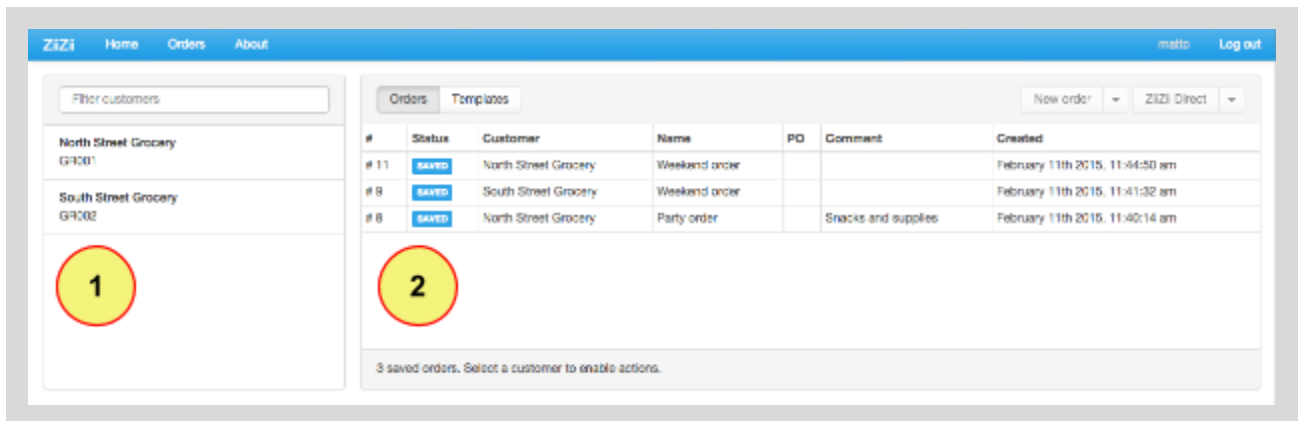 ZiiZii Home Orders About matto Log out
Filter customers
North Street Grocery
GR001
South Street Grocery
GR002
1
Orders Templates New order ZiiZii Direct
# Status Customer Name PO Comment Created
# 11 SAVED North Street Grocery Weekend order February 11th 2015, 11:44:50 am
# 9 SAVED South Street Grocery Weekend order February 11th 2015, 11:41:32 am
# 8 SAVED North Street Grocery Party order Snacks and supplies February 11th 2015, 11:40:14 am
2
3 saved orders. Select a customer to enable actions.